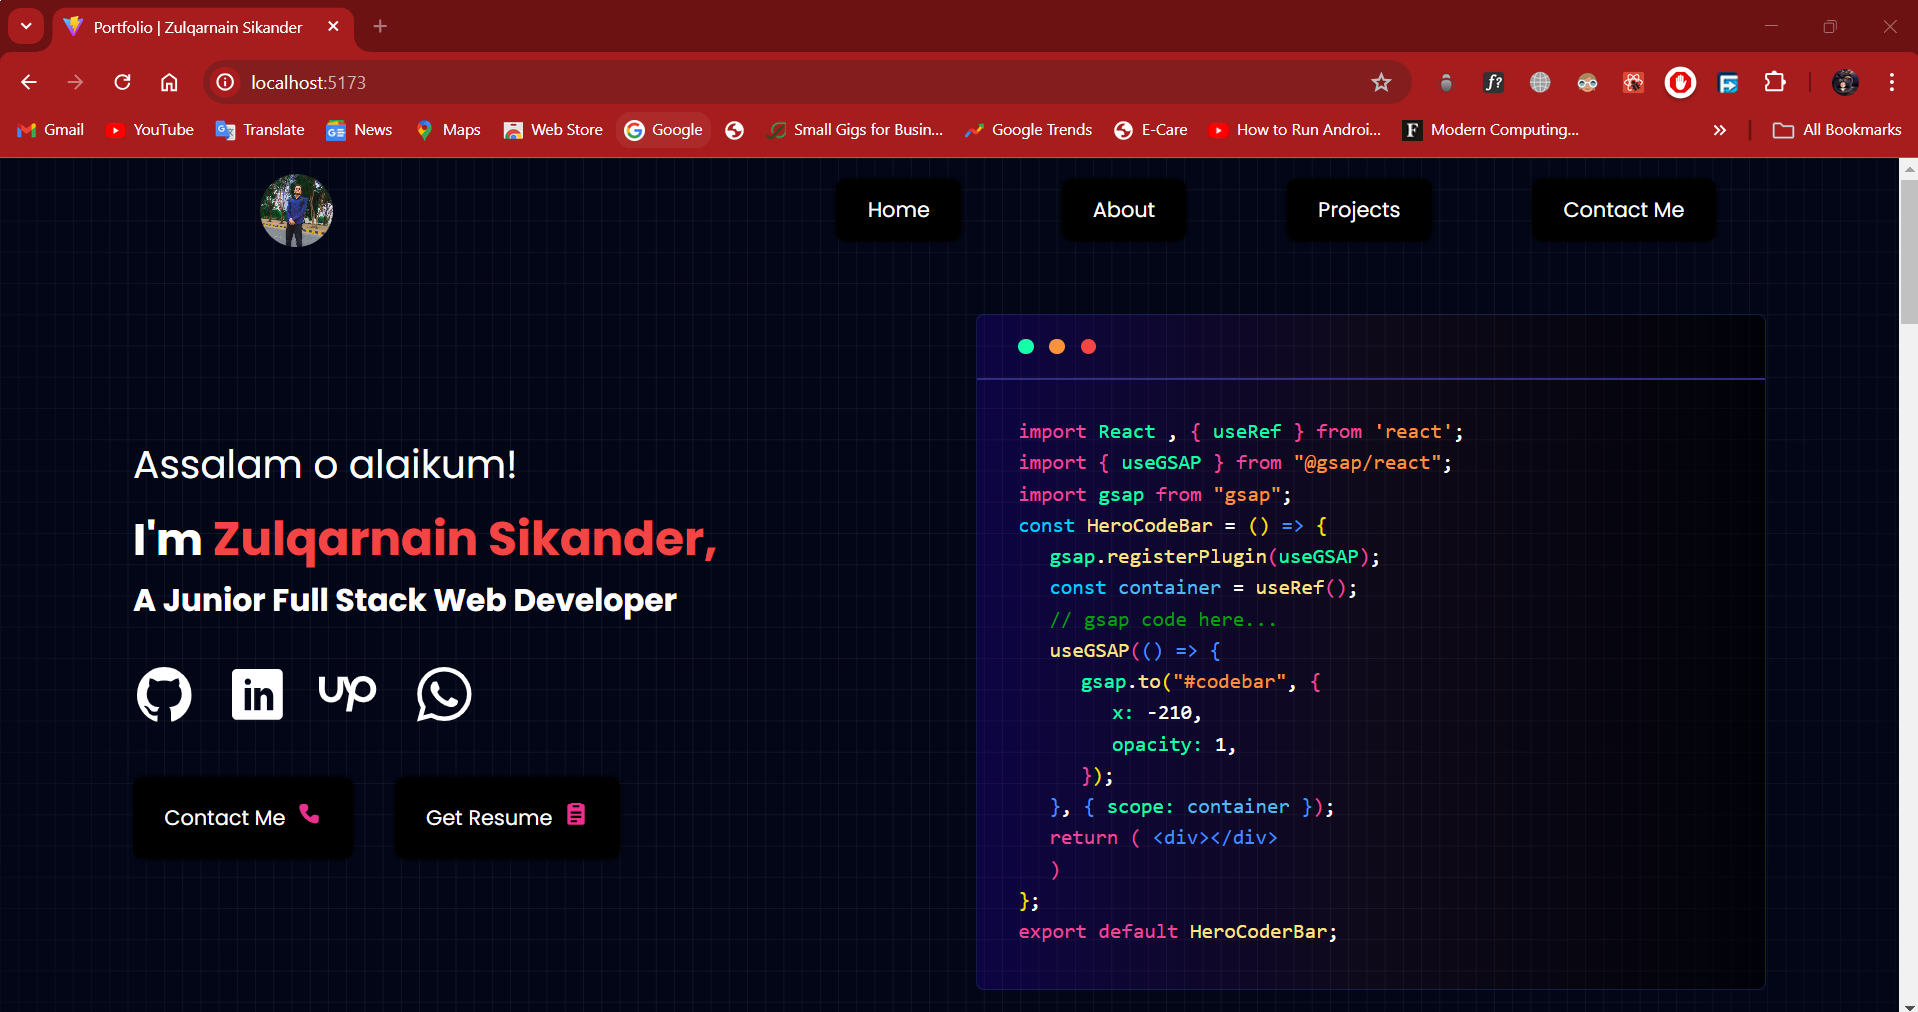 Portfolio | Zulqarnain Sikander
localhost:5173
f?
Gmail
YouTube
Translate
News
Maps
Web Store
Google
Small Gigs for Busin...
Google Trends
E-Care
How to Run Androi...
F
Modern Computing...
All Bookmarks
Home
About
Projects
Contact Me
Assalam o alaikum!
I'm Zulqarnain Sikander,
A Junior Full Stack Web Developer
in
up
Contact Me
Get Resume
import React , { useRef } from 'react';
import { useGSAP } from "@gsap/react";
import gsap from "gsap";
const HeroCodeBar = () => {
gsap.registerPlugin(useGSAP);
const container = useRef();
// gsap code here...
useGSAP(() => {
gsap.to("#codebar", {
x: -210,
opacity: 1,
});
}, { scope: container });
return ( <div></div>
)
};
export default HeroCoderBar;